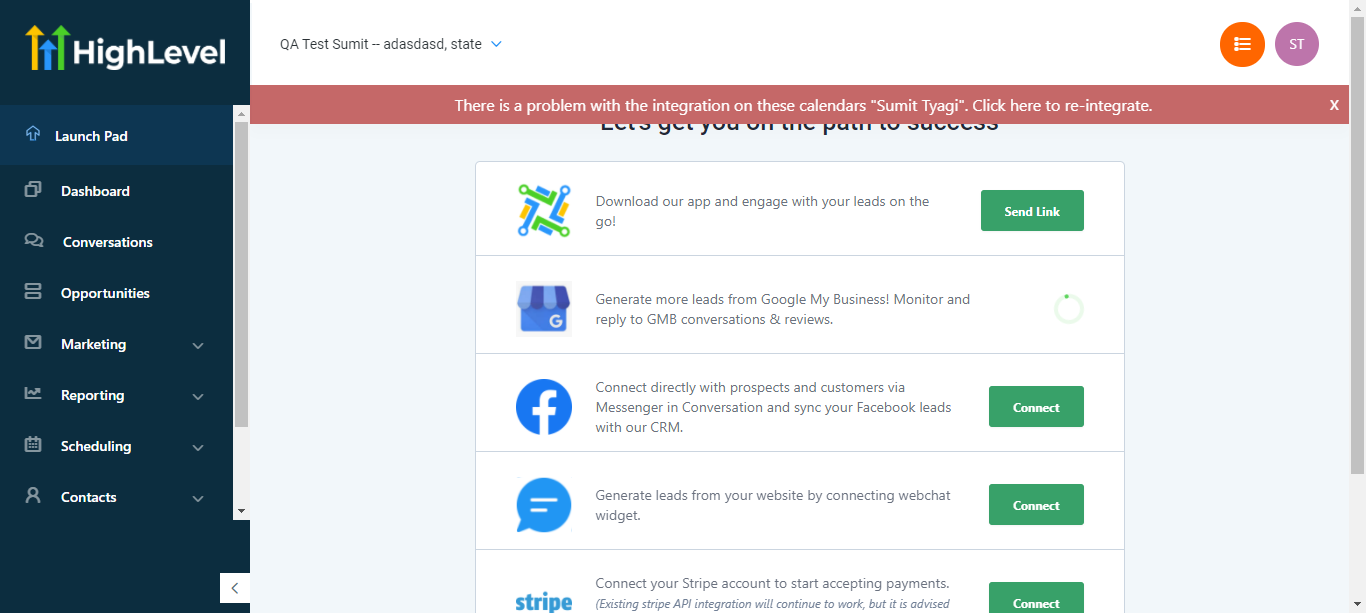 HighLevel
QA Test Sumit -- adasdasd, state
ST
There is a problem with the integration on these calendars "Sumit Tyagi". Click here to re-integrate.
X
Let's get you on the path to success
Launch Pad
Dashboard
Conversations
Opportunities
Marketing
Reporting
Scheduling
Contacts
Download our app and engage with your leads on the
go!
Send Link
G
Generate more leads from Google My Business! Monitor and
reply to GMB conversations & reviews.
Connect directly with prospects and customers via
Messenger in Conversation and sync your Facebook leads
with our CRM.
Connect
Generate leads from your website by connecting webchat
widget.
Connect
stripe
Connect your Stripe account to start accepting payments.
(Existing stripe API integration will continue to work, but it is advised
Connect